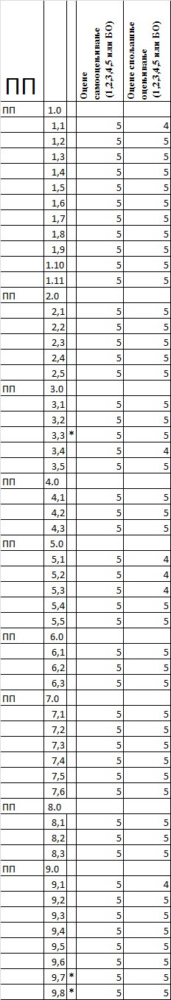 ПП
Оцене
самооцењивање
(1,2,3,4,5 или БО)
Оцене спољашње
оцењивање
(1,2,3,4,5 или БО)
ПП 1.0
1,1 5 4
1,2 5 5
1,3 5 5
1,4 5 5
1,5 5 5
1,6 5 5
1,7 5 5
1,8 5 5
1,9 5 5
1.10 5 5
1.11 5 5
ПП 2.0
2,1 5 5
2,2 5 5
2,3 5 5
2,4 5 5
2,5 5 5
ПП 3.0
3,1 5 5
3,2 5 5
3,3 * 5 5
3,4 5 4
3,5 5 5
ПП 4.0
4,1 5 5
4,2 5 5
4,3 5 5
ПП 5.0
5,1 5 4
5,2 5 4
5,3 5 4
5,4 5 5
5,5 5 5
ПП 6.0
6,1 5 5
6,2 5 5
6,3 5 5
ПП 7.0
7,1 5 5
7,2 5 5
7,3 5 5
7,4 5 5
7,5 5 5
7,6 5 5
ПП 8.0
8,1 5 5
8,2 5 5
8,3 5 5
ПП 9.0
9,1 5 4
9,2 5 5
9,3 5 5
9,4 5 5
9,5 5 5
9,6 5 5
9,7 * 5 5
9,8 * 5 5